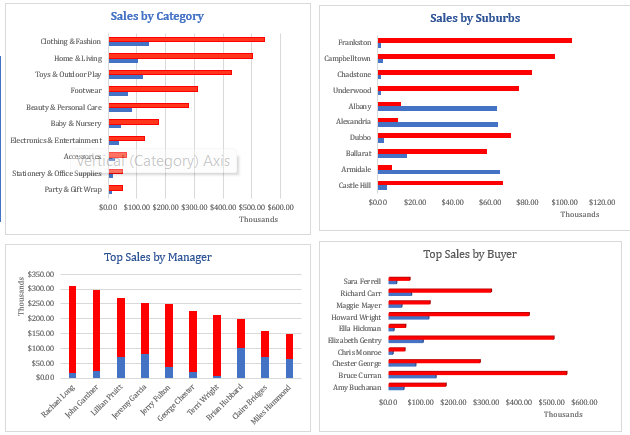 Sales by Category
Clothing & Fashion
Home & Living
Toys & Outdoor Play
Footwear
Beauty & Personal Care
Baby & Nursery
Electronics & Entertainment
Accessories
Vertical (Category) Axis
Stationery & Office Supplies
Party & Gift Wrap
$0.00 $100.00 $200.00 $300.00 $400.00 $500.00 $600.00
Thousands
Sales by Suburbs
Frankston
Campbelltown
Chadstone
Underwood
Albany
Alexandria
Dubbo
Ballarat
Armidale
Castle Hill
$0.00 $20.00 $40.00 $60.00 $80.00 $100.00 $120.00
Thousands
Top Sales by Manager
Thousands
$350.00
$300.00
$250.00
$200.00
$150.00
$100.00
$50.00
$0.00
Rachael Long
John Gardner
Lillian Pruitt
Jeremy Garcia
Jerry Fulton
George Chester
Terri Wright
Brian Hubbard
Claire Bridges
Miles Hammond
Top Sales by Buyer
Sara Ferrell
Richard Carr
Maggie Mayer
Howard Wright
Ella Hickman
Elizabeth Gentry
Chris Monroe
Chester George
Bruce Curran
Amy Buchanan
$0.00 $100.00 $200.00 $300.00 $400.00 $500.00 $600.00
Thousands